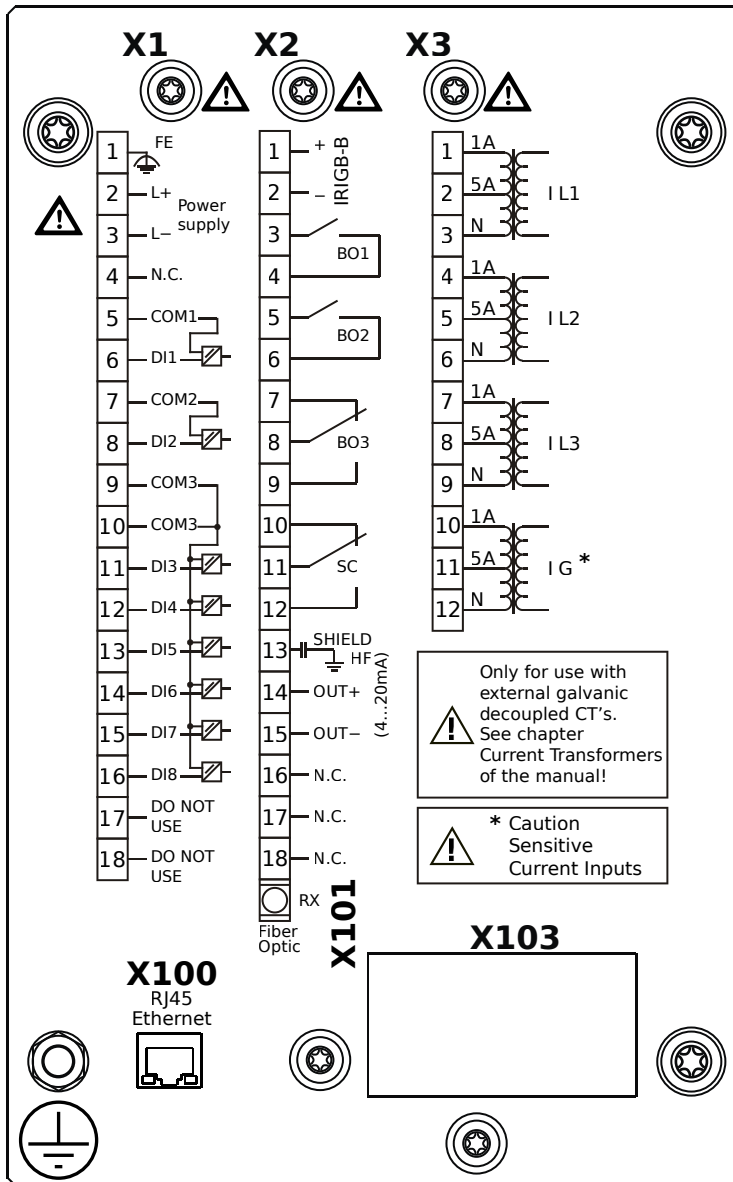 X1
1 FE
2 L+ Power
3 L− supply
4 N.C.
5 COM1
6 DI1
7 COM2
8 DI2
9 COM3
10 COM3
11 DI3
12 DI4
13 DI5
14 DI6
15 DI7
16 DI8
17 DO NOT
USE
18 DO NOT
USE
X2
1 +
2 −
IRIGB-B
3
BO1
4
5
BO2
6
7
8 BO3
9
10
11 SC
12
13 SHIELD
HF
14 OUT+
15 OUT−
(4...20mA)
16 N.C.
17 N.C.
18 N.C.
RX
Fiber
Optic
X101
X3
1 1A
2 5A I L1
3 N
4 1A
5 5A I L2
6 N
7 1A
8 5A I L3
9 N
10 1A
11 5A I G *
12 N
! Only for use with
external galvanic
decoupled CT's.
See chapter
Current Transformers
of the manual!
! * Caution
Sensitive
Current Inputs
X100
RJ45
Ethernet
X103